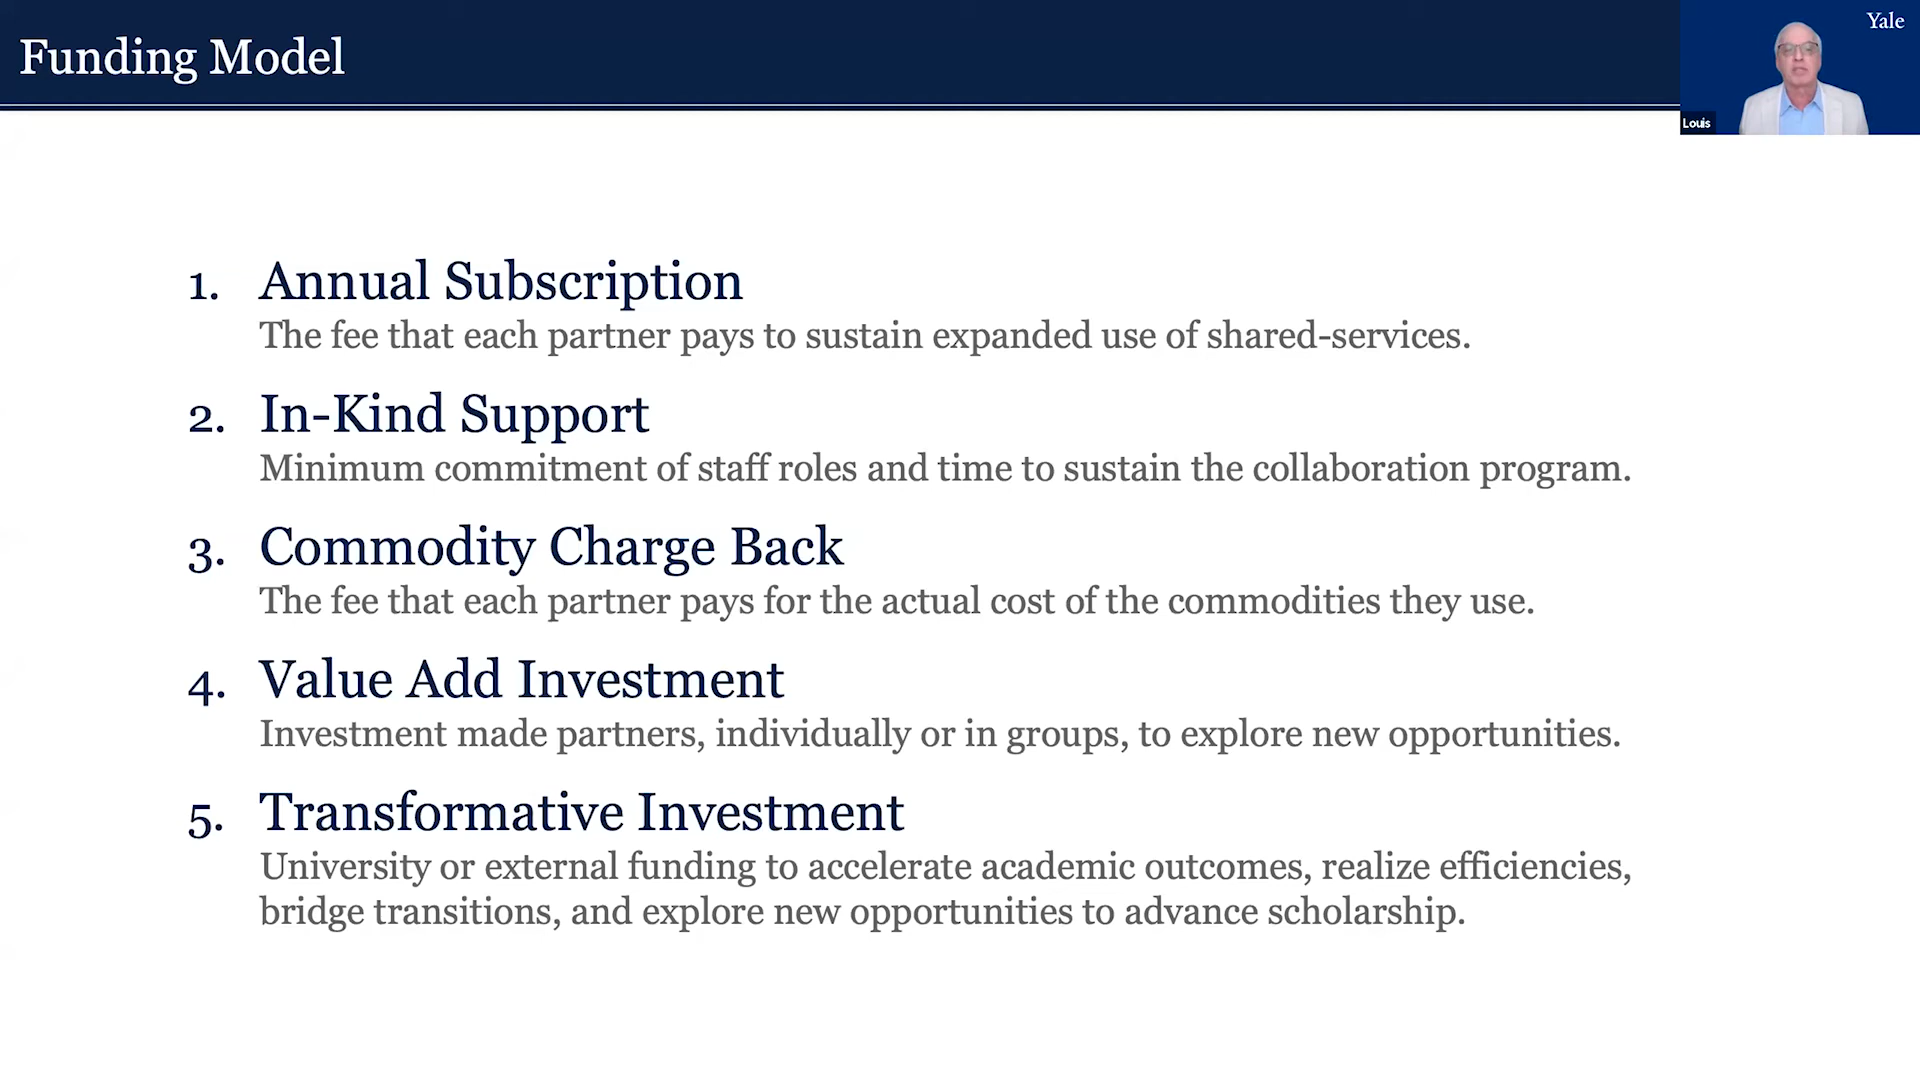 Funding Model
Yale
Louis
1. Annual Subscription
The fee that each partner pays to sustain expanded use of shared-services.
2. In-Kind Support
Minimum commitment of staff roles and time to sustain the collaboration program.
3. Commodity Charge Back
The fee that each partner pays for the actual cost of the commodities they use.
4. Value Add Investment
Investment made partners, individually or in groups, to explore new opportunities.
5. Transformative Investment
University or external funding to accelerate academic outcomes, realize efficiencies,
bridge transitions, and explore new opportunities to advance scholarship.